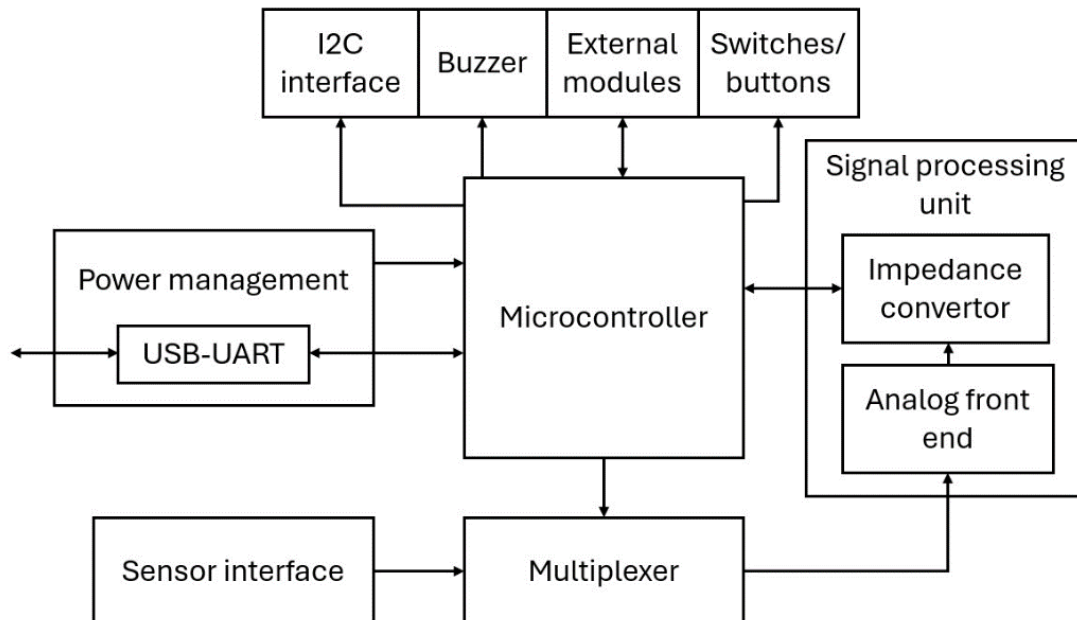 I2C
interface
Buzzer
External
modules
Switches/
buttons
Signal processing
unit
Power management
Impedance
convertor
Microcontroller
USB-UART
Analog front
end
Sensor interface
Multiplexer